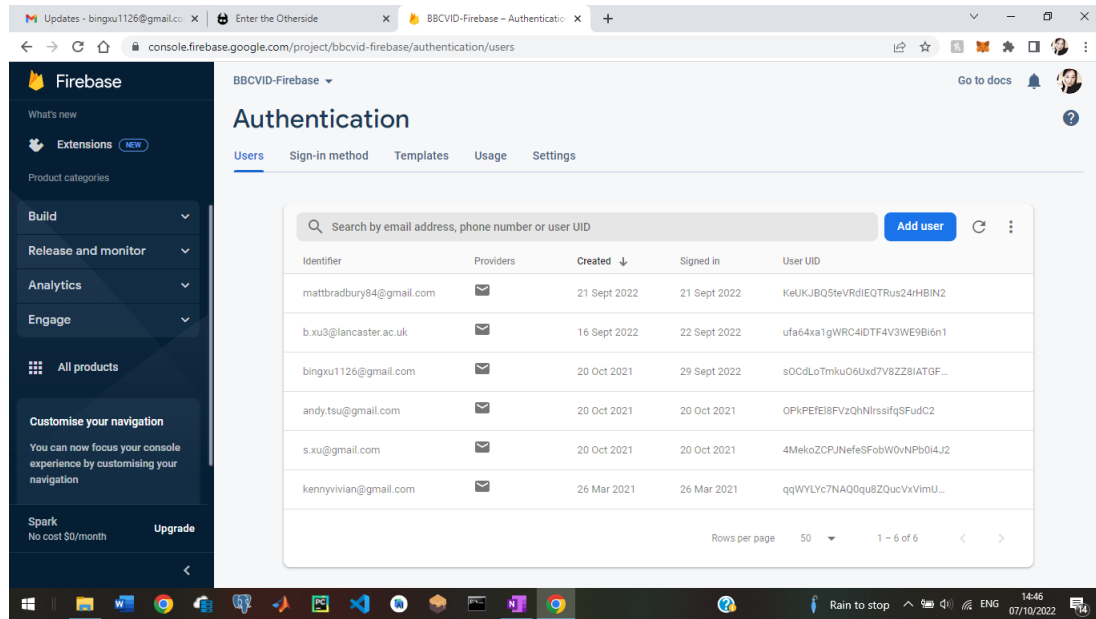 Updates - bingxu1126@gmail.co
Enter the Otherside
BBCVID-Firebase – Authenticatio
console.firebase.google.com/project/bbcvid-firebase/authentication/users
Firebase
BBCVID-Firebase
Go to docs
What's new
Authentication
Extensions NEW
Users Sign-in method Templates Usage Settings
Product categories
Build
Search by email address, phone number or user UID
Add user
Release and monitor
Identifier Providers Created Signed in User UID
Analytics
mattbradbury84@gmail.com 21 Sept 2022 21 Sept 2022 KeUKJBQ5teVRdIEQTRus24rHBIN2
Engage
b.xu3@lancaster.ac.uk 16 Sept 2022 22 Sept 2022 ufa64xa1gWRC4iDTF4V3WE9Bi6n1
All products
bingxu1126@gmail.com 20 Oct 2021 29 Sept 2022 sOCdLoTmkuO6Uxd7V8ZZ8IATGF...
andy.tsu@gmail.com 20 Oct 2021 20 Oct 2021 OPkPEfEl8FVzQhNlrssifqSFudC2
Customise your navigation
You can now focus your console
experience by customising your
navigation
s.xu@gmail.com 20 Oct 2021 20 Oct 2021 4MekoZCPJNefeSFobW0vNPb0i4J2
kennyvivian@gmail.com 26 Mar 2021 26 Mar 2021 qqWYLYc7NAQ0qu8ZQucVxVimU...
Spark
No cost $0/month
Upgrade
Rows per page 50 1 – 6 of 6
Rain to stop
ENG
14:46
07/10/2022
14